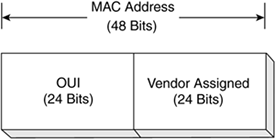 MAC Address
(48 Bits)
OUI
(24 Bits)
Vendor Assigned
(24 Bits)